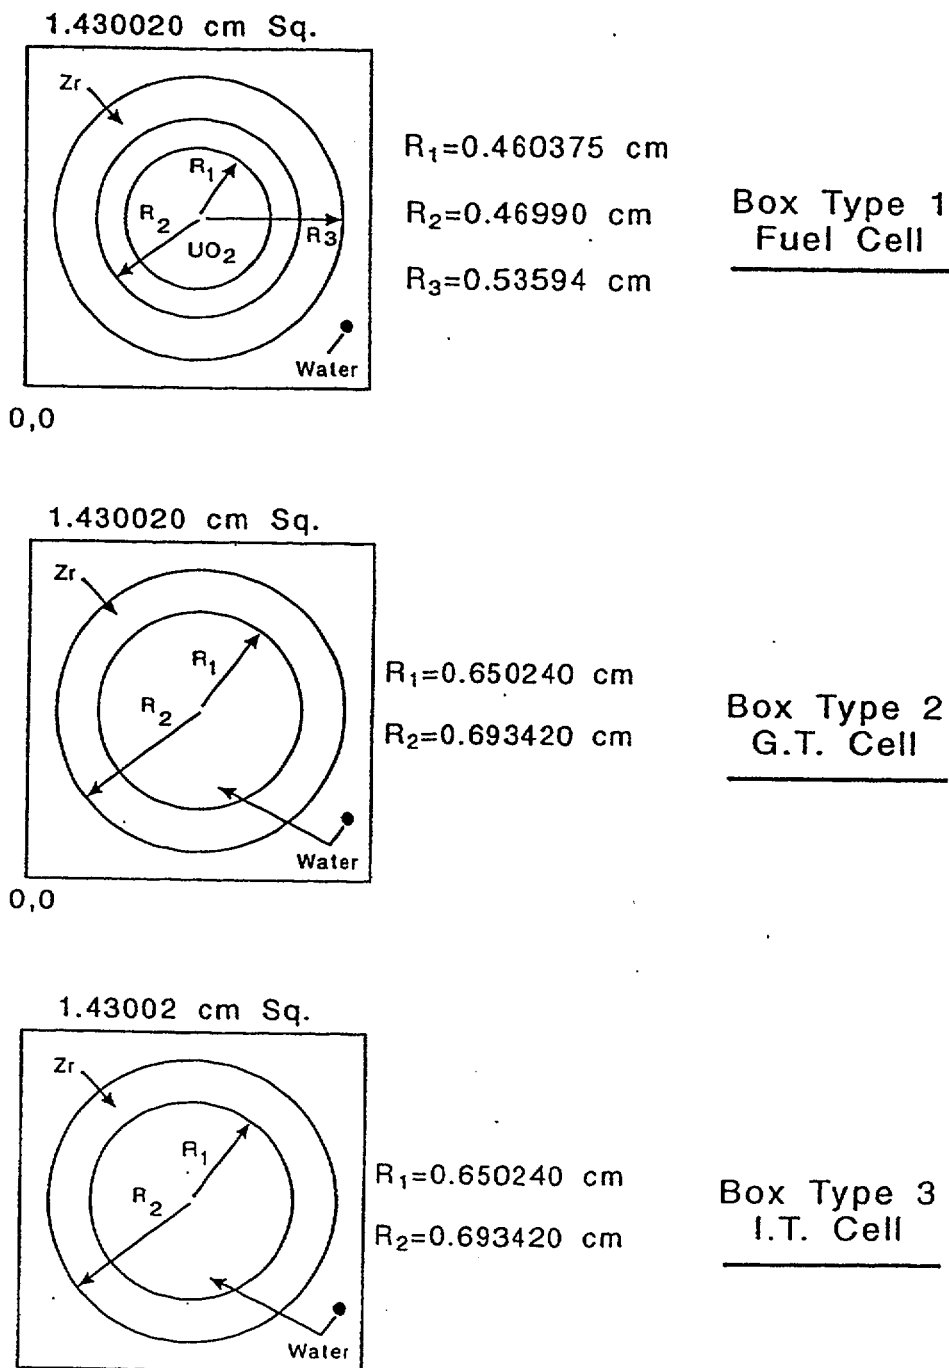 1.430020 cm Sq.
Zr
R1
R2
UO2
R3
Water
0,0
R1=0.460375 cm
R2=0.46990 cm
R3=0.53594 cm
Box Type 1
Fuel Cell
1.430020 cm Sq.
Zr
R1
R2
Water
0,0
R1=0.650240 cm
R2=0.693420 cm
Box Type 2
G.T. Cell
1.43002 cm Sq.
Zr
R1
R2
Water
R1=0.650240 cm
R2=0.693420 cm
Box Type 3
I.T. Cell